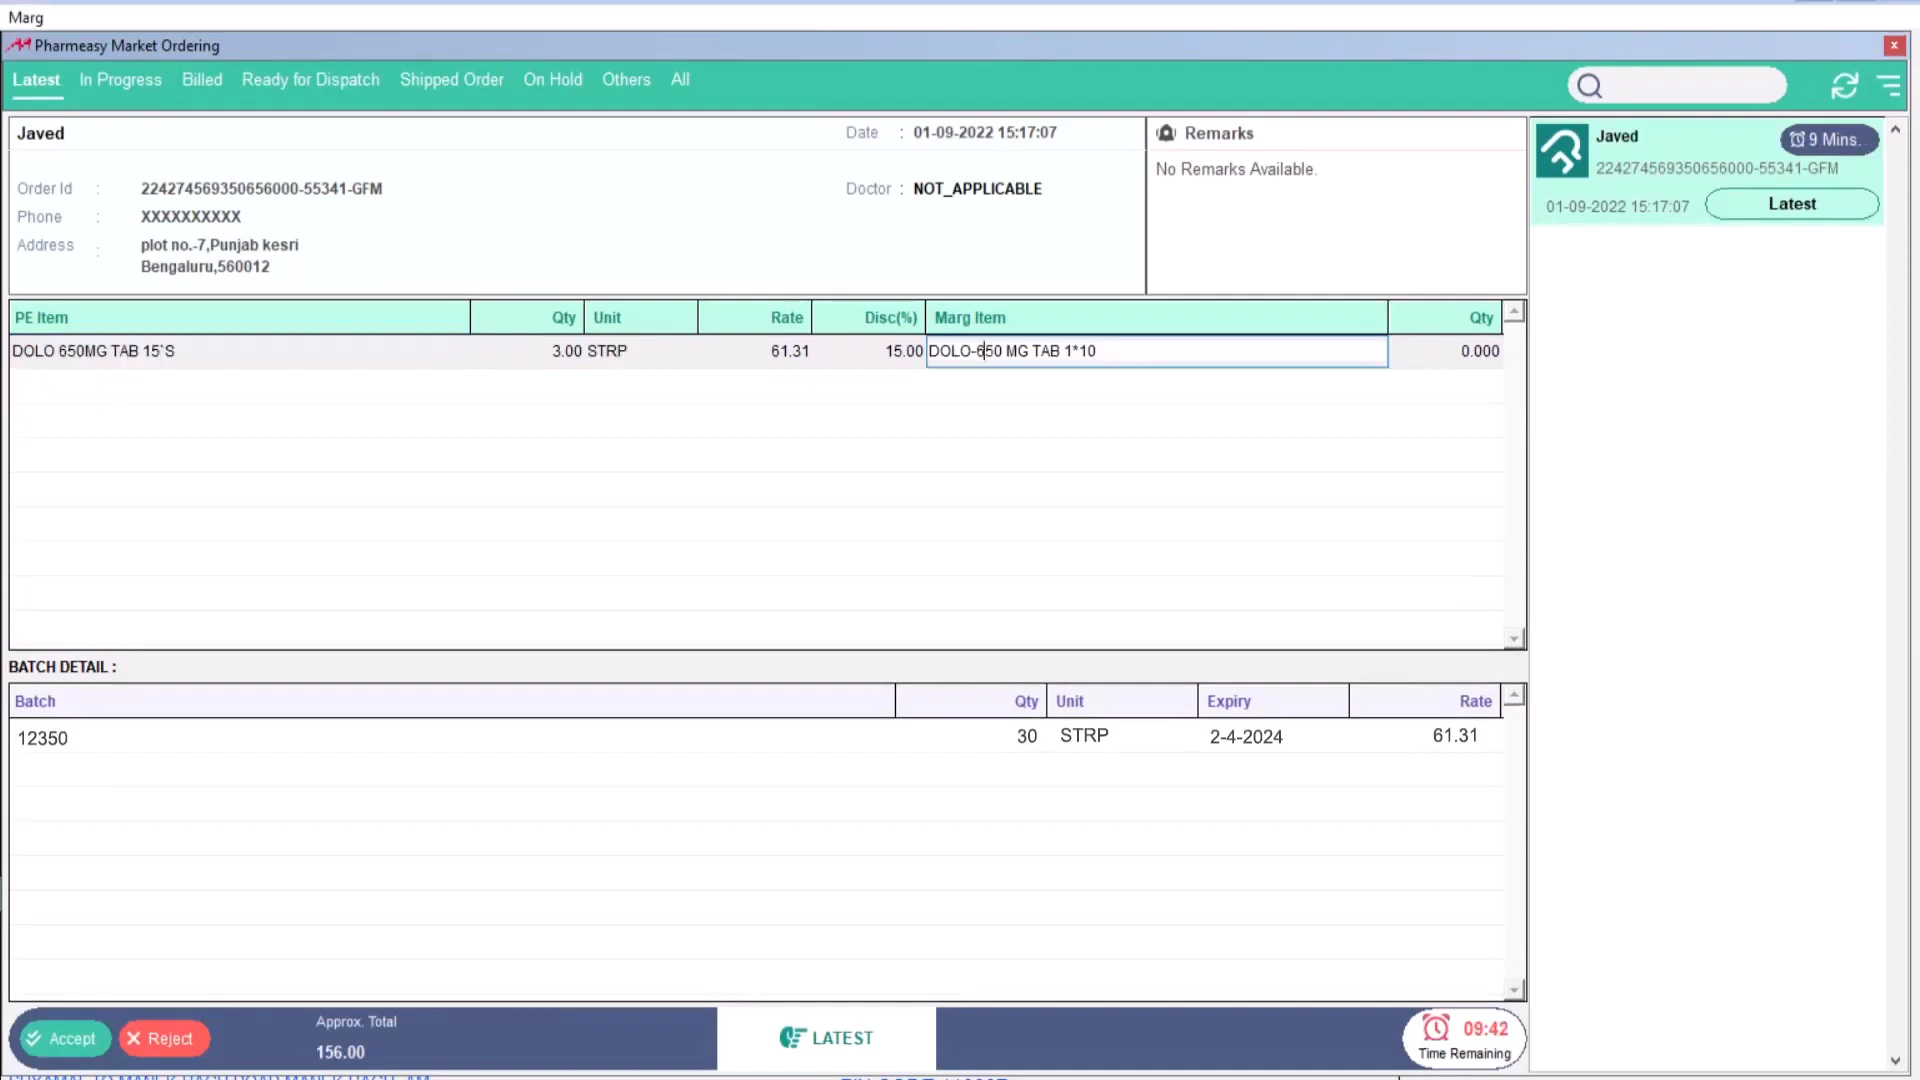 Marg
Pharmeasy Market Ordering
Latest In Progress Billed Ready for Dispatch Shipped Order On Hold Others All
Javed
Date : 01-09-2022 15:17:07
Order Id : 224274569350656000-55341-GFM
Doctor : NOT_APPLICABLE
Phone : XXXXXXXXXX
Address : plot no.-7,Punjab kesri
Bengaluru,560012
Remarks
No Remarks Available.
Javed
9 Mins.
224274569350656000-55341-GFM
01-09-2022 15:17:07 Latest
PE Item Qty Unit Rate Disc(%) Marg Item Qty
DOLO 650MG TAB 15`S 3.00 STRP 61.31 15.00 DOLO-650 MG TAB 1*10 0.000
BATCH DETAIL :
Batch Qty Unit Expiry Rate
12350 30 STRP 2-4-2024 61.31
Accept Reject
Approx. Total
156.00
LATEST
09:42
Time Remaining